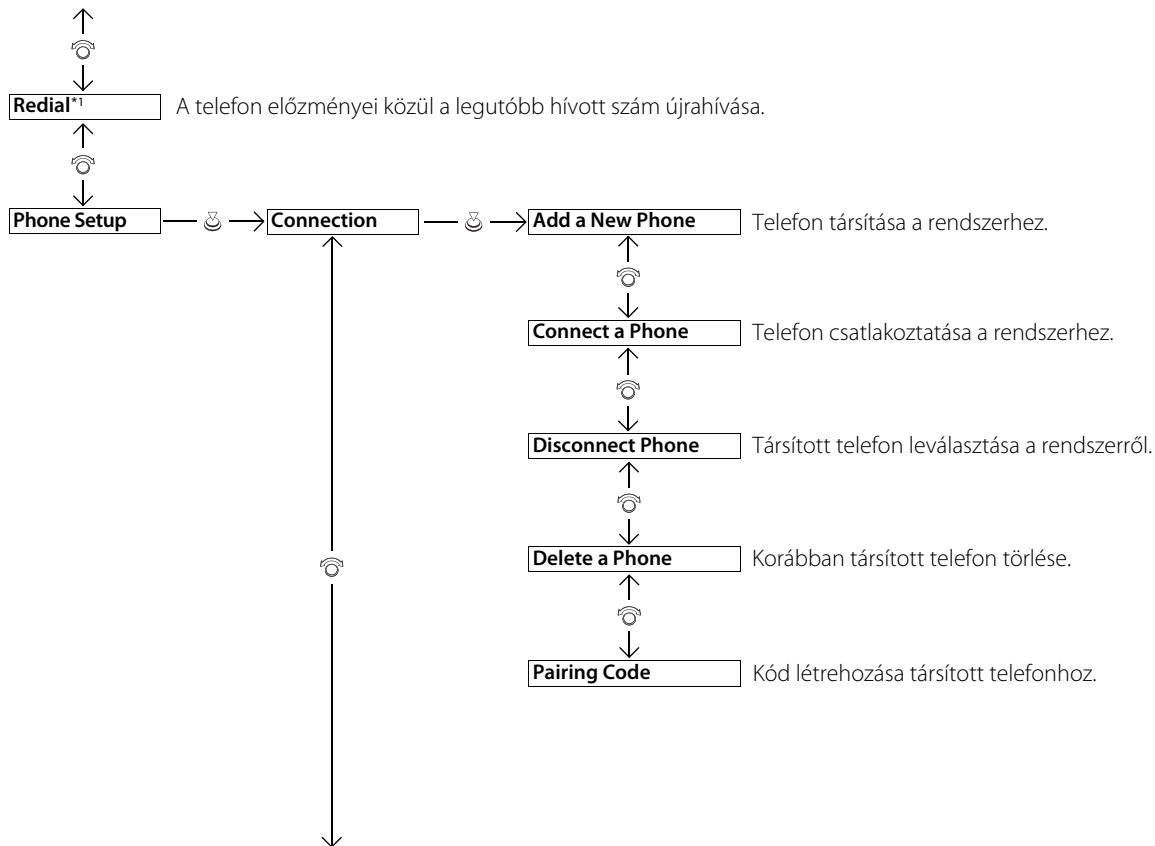 Redial*1 A telefon előzményei közül a legutóbb hívott szám újrahívása.
Phone Setup Connection Add a New Phone Telefon társítása a rendszerhez.
Connect a Phone Telefon csatlakoztatása a rendszerhez.
Disconnect Phone Társított telefon leválasztása a rendszerről.
Delete a Phone Korábban társított telefon törlése.
Pairing Code Kód létrehozása társított telefonhoz.